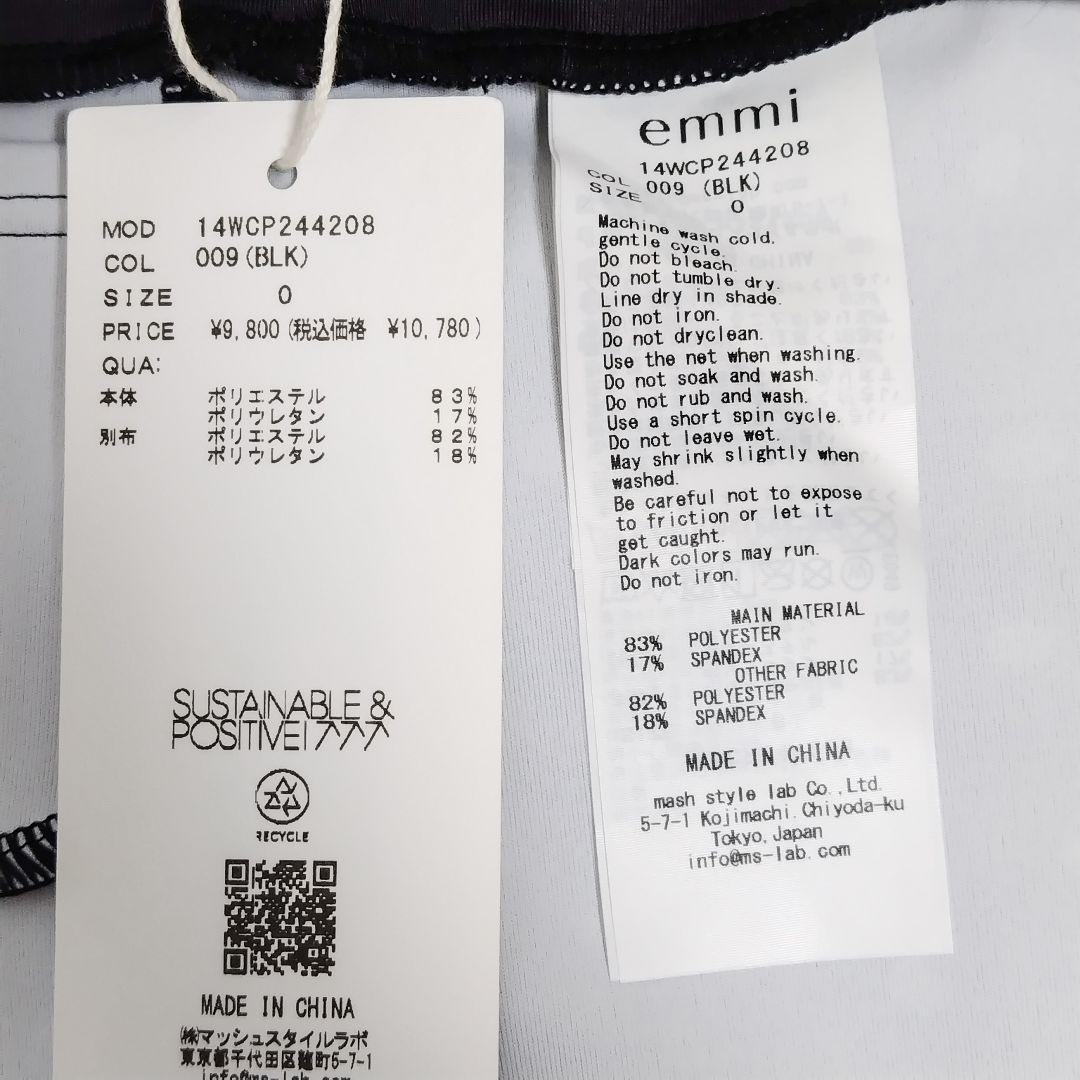 MOD 14WCP244208
COL 009(BLK)
SIZE 0
PRICE ¥9,800(税込価格 ¥10,780)
QUA:
本体 ポリエステル 83%
ポリウレタン 17%
別布 ポリエステル 82%
ポリウレタン 18%
SUSTAINABLE &
POSITIVE!
RECYCLE
MADE IN CHINA
㈱マッシュスタイルラボ
東京都千代田区麹町5-7-1
info@ms-lab.com
emmi
14WCP244208
COL 009 (BLK)
SIZE 0
Machine wash cold.
gentle cycle.
Do not bleach.
Do not tumble dry.
Line dry in shade.
Do not iron.
Do not dryclean.
Use the net when washing.
Do not soak and wash.
Do not rub and wash.
Use a short spin cycle.
Do not leave wet.
May shrink slightly when
washed.
Be careful not to expose
to friction or let it
get caught.
Dark colors may run.
Do not iron.
MAIN MATERIAL
83% POLYESTER
17% SPANDEX
OTHER FABRIC
82% POLYESTER
18% SPANDEX
MADE IN CHINA
mash style lab Co.,Ltd.
5-7-1 Kojimachi.Chiyoda-ku
Tokyo,Japan
info@ms-lab.com